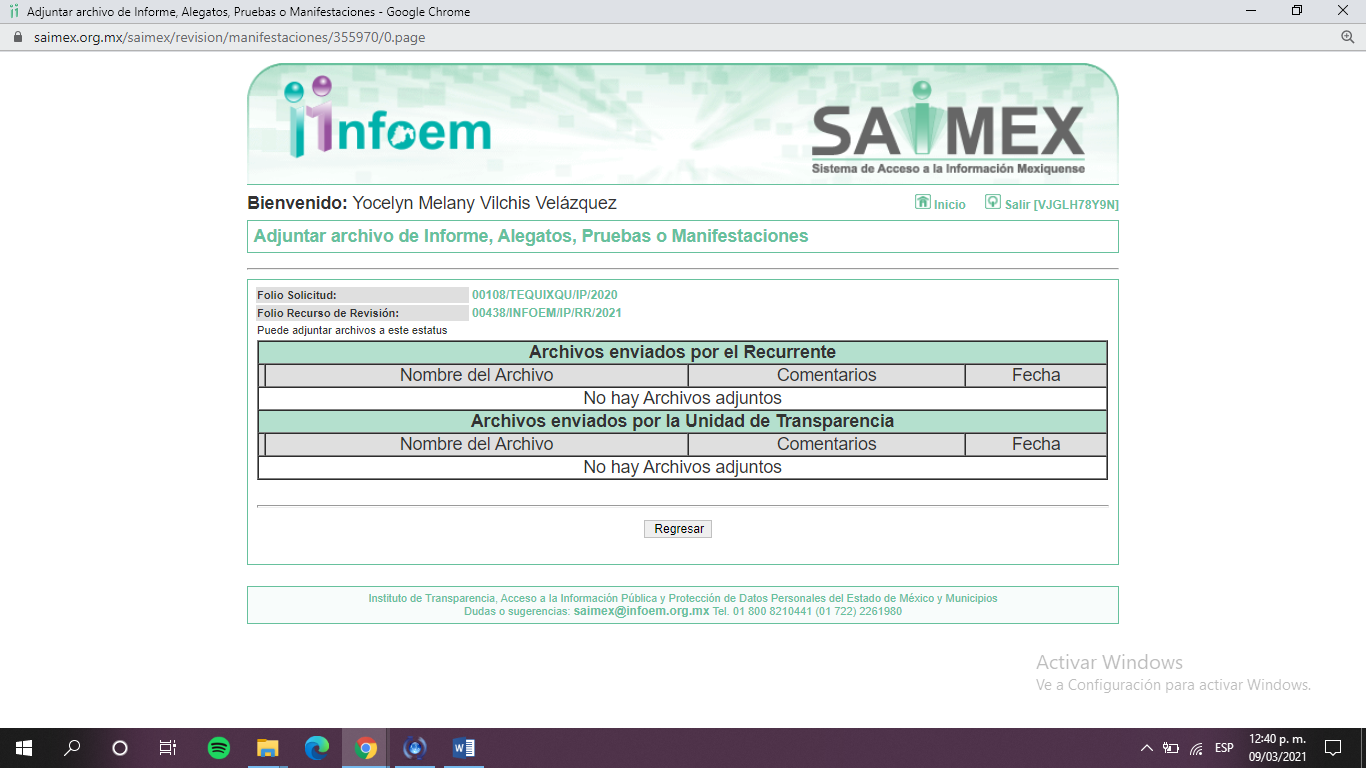 Adjuntar archivo de Informe, Alegatos, Pruebas o Manifestaciones - Google Chrome
saimex.org.mx/saimex/revision/manifestaciones/355970/0.page
infoem
SAIMEX
Sistema de Acceso a la Información Mexiquense
Bienvenido: Yocelyn Melany Vilchis Velázquez
Inicio Salir [VJGLH78Y9N]
Adjuntar archivo de Informe, Alegatos, Pruebas o Manifestaciones
Folio Solicitud: 00108/TEQUIXQU/IP/2020
Folio Recurso de Revisión: 00438/INFOEM/IP/RR/2021
Puede adjuntar archivos a este estatus
Archivos enviados por el Recurrente
Nombre del Archivo Comentarios Fecha
No hay Archivos adjuntos
Archivos enviados por la Unidad de Transparencia
Nombre del Archivo Comentarios Fecha
No hay Archivos adjuntos
Regresar
Instituto de Transparencia, Acceso a la Información Pública y Protección de Datos Personales del Estado de México y Municipios
Dudas o sugerencias: saimex@infoem.org.mx Tel. 01 800 8210441 (01 722) 2261980
Activar Windows
Ve a Configuración para activar Windows.
ESP
12:40 p. m.
09/03/2021